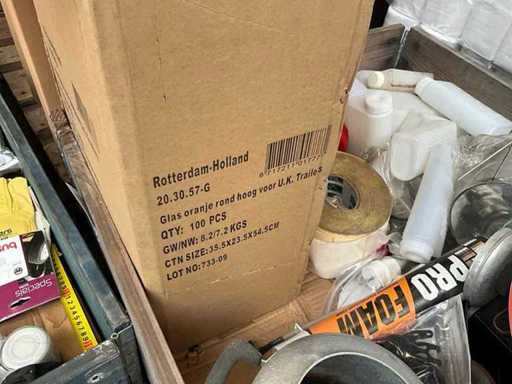 Rotterdam-Holland
20.30.57-G
Glas oranje rond hoog voor U.K. Traile-S
QTY: 100 PCS
GW/NW: 8.2/7.2 KGS
CTN SIZE: 35.5X23.5X54.5CM
LOT NO: 733-09
PRO
FOAM
Specials